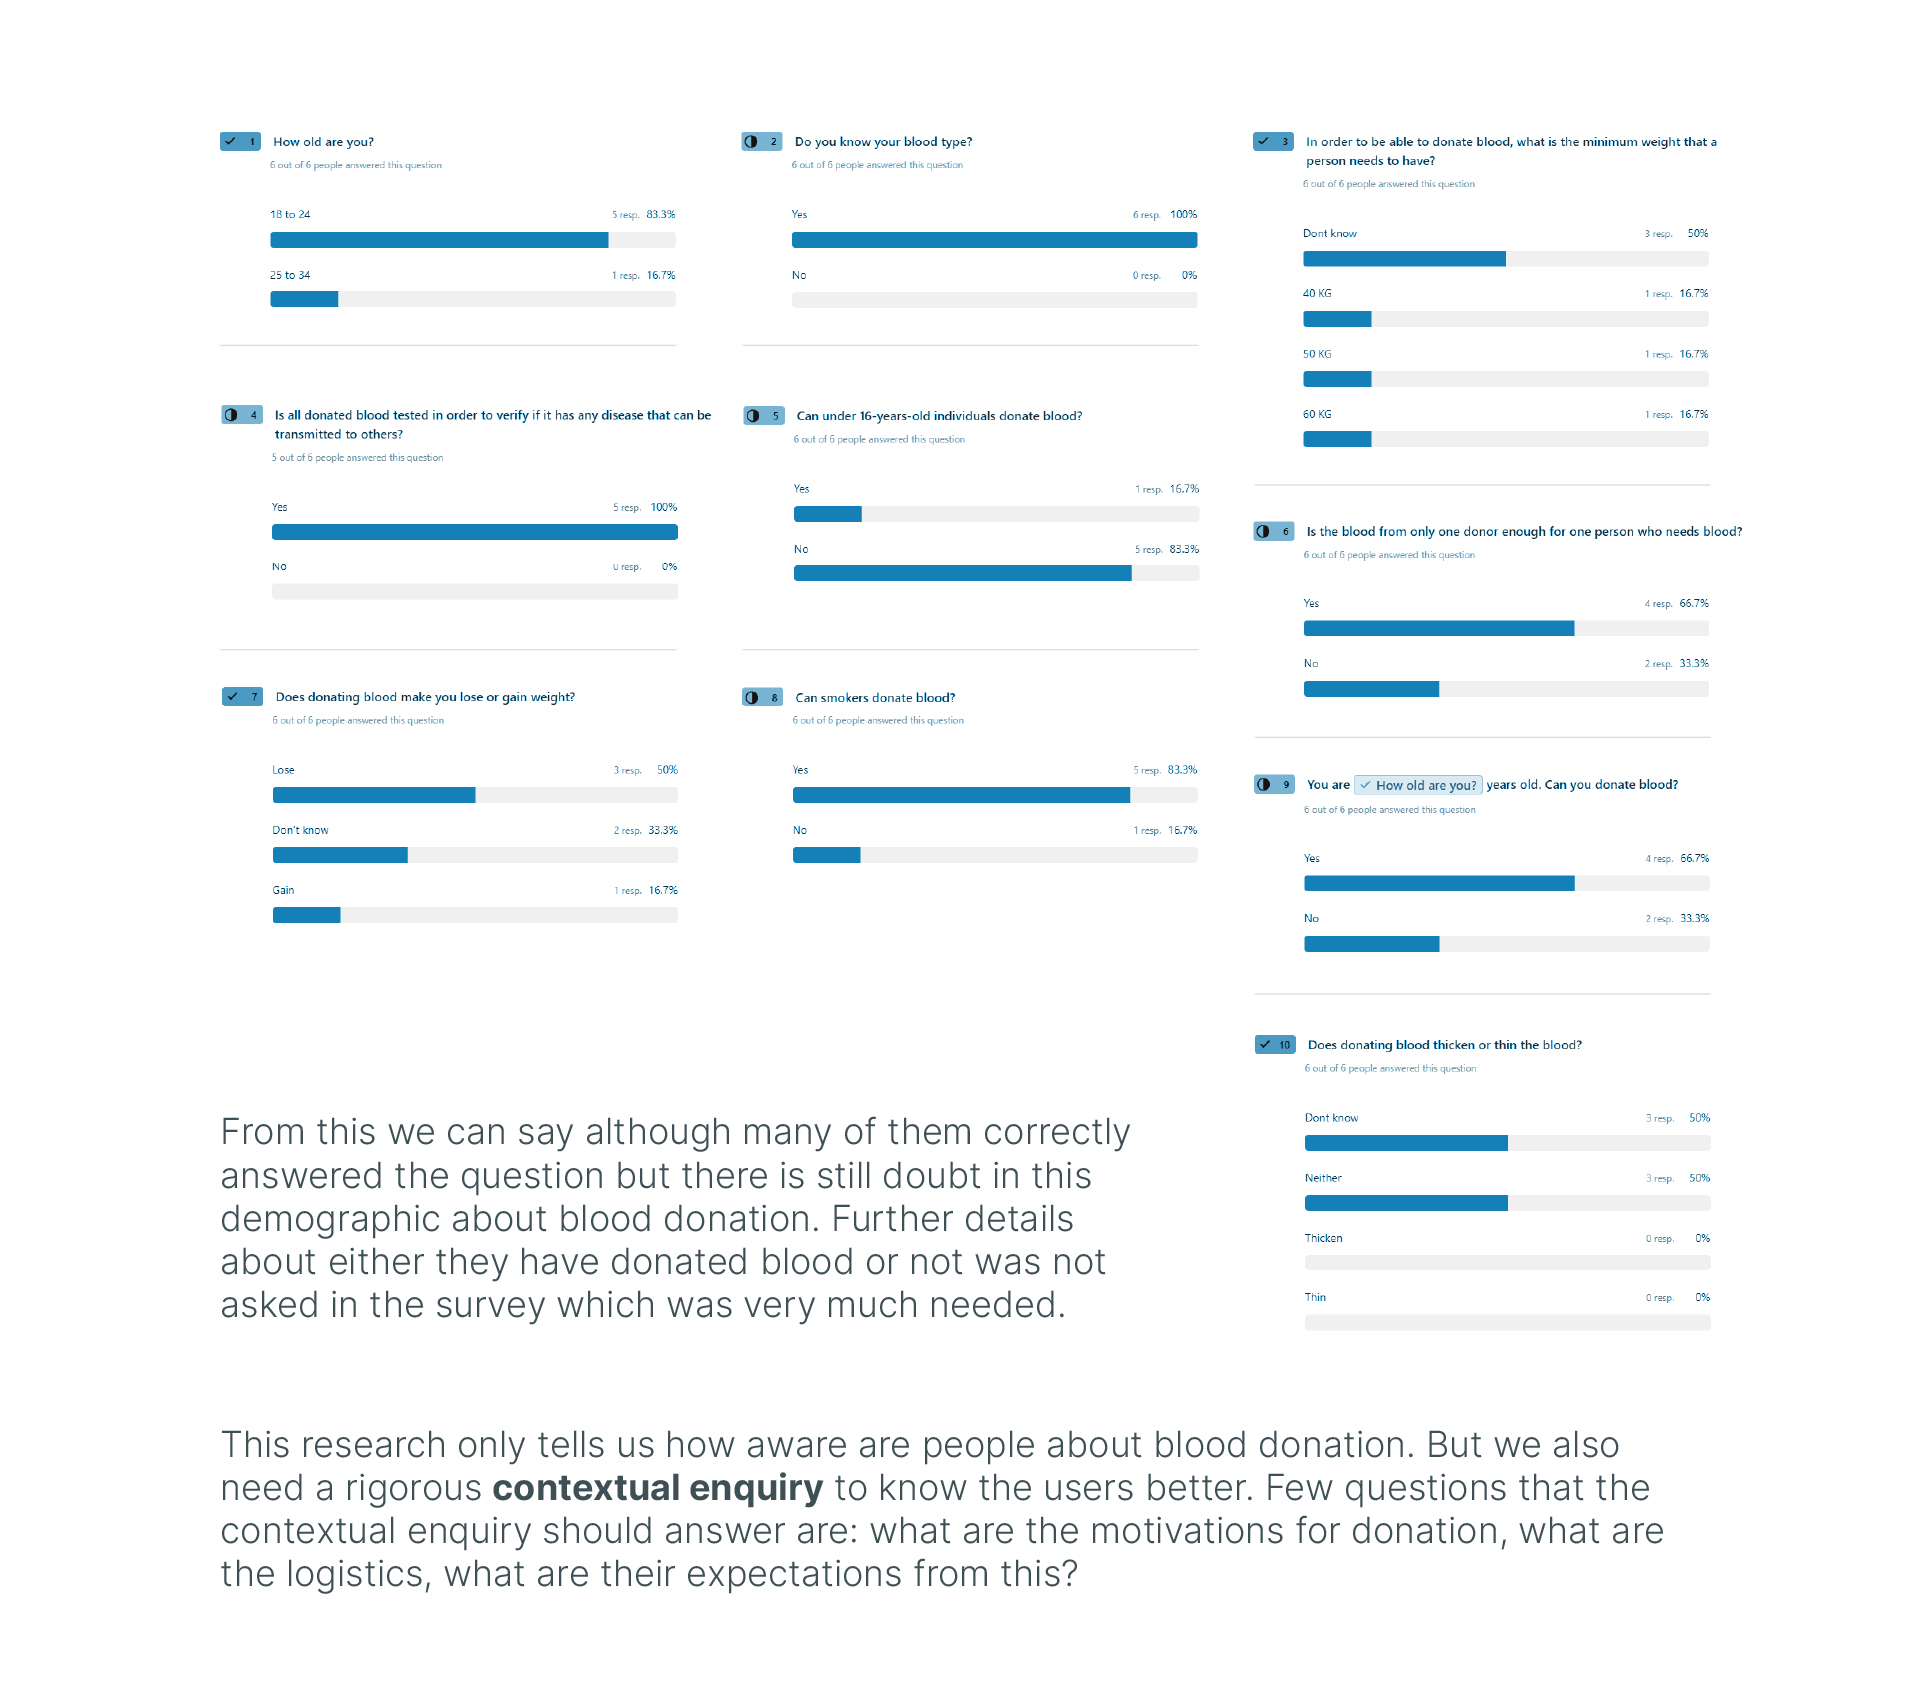 1 How old are you?
6 out of 6 people answered this question
18 to 24 5 resp. 83.3%
25 to 34 1 resp. 16.7%
2 Do you know your blood type?
6 out of 6 people answered this question
Yes 6 resp. 100%
No 0 resp. 0%
3 In order to be able to donate blood, what is the minimum weight that a
person needs to have?
6 out of 6 people answered this question
Dont know 3 resp. 50%
40 KG 1 resp. 16.7%
50 KG 1 resp. 16.7%
60 KG 1 resp. 16.7%
4 Is all donated blood tested in order to verify if it has any disease that can be
transmitted to others?
5 out of 6 people answered this question
Yes 5 resp. 100%
No 0 resp. 0%
5 Can under 16-years-old individuals donate blood?
6 out of 6 people answered this question
Yes 1 resp. 16.7%
No 5 resp. 83.3%
6 Is the blood from only one donor enough for one person who needs blood?
6 out of 6 people answered this question
Yes 4 resp. 66.7%
No 2 resp. 33.3%
7 Does donating blood make you lose or gain weight?
6 out of 6 people answered this question
Lose 3 resp. 50%
Don't know 2 resp. 33.3%
Gain 1 resp. 16.7%
8 Can smokers donate blood?
6 out of 6 people answered this question
Yes 5 resp. 83.3%
No 1 resp. 16.7%
9 You are How old are you? years old. Can you donate blood?
6 out of 6 people answered this question
Yes 4 resp. 66.7%
No 2 resp. 33.3%
10 Does donating blood thicken or thin the blood?
6 out of 6 people answered this question
Dont know 3 resp. 50%
Neither 3 resp. 50%
Thicken 0 resp. 0%
Thin 0 resp. 0%
From this we can say although many of them correctly
answered the question but there is still doubt in this
demographic about blood donation. Further details
about either they have donated blood or not was not
asked in the survey which was very much needed.
This research only tells us how aware are people about blood donation. But we also
need a rigorous contextual enquiry to know the users better. Few questions that the
contextual enquiry should answer are: what are the motivations for donation, what are
the logistics, what are their expectations from this?